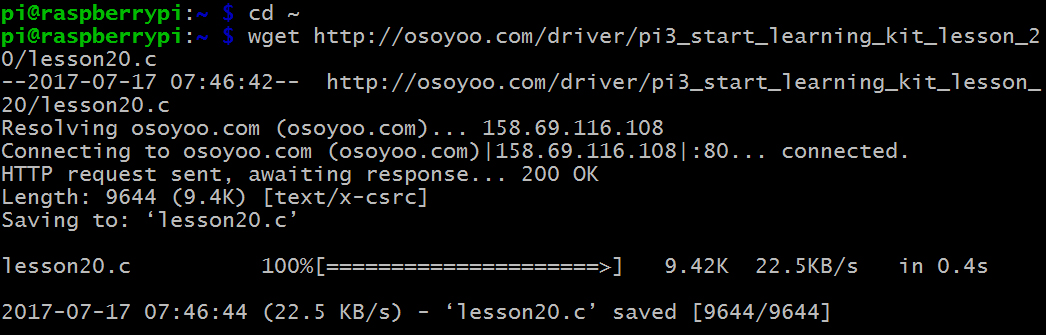 pi@raspberrypi:~ $ cd ~
pi@raspberrypi:~ $ wget http://osoyoo.com/driver/pi3_start_learning_kit_lesson_2
0/lesson20.c
--2017-07-17 07:46:42--  http://osoyoo.com/driver/pi3_start_learning_kit_lesson_
20/lesson20.c
Resolving osoyoo.com (osoyoo.com)... 158.69.116.108
Connecting to osoyoo.com (osoyoo.com)|158.69.116.108|:80... connected.
HTTP request sent, awaiting response... 200 OK
Length: 9644 (9.4K) [text/x-csrc]
Saving to: ‘lesson20.c’
lesson20.c          100%[=====================>]   9.42K  22.5KB/s   in 0.4s
2017-07-17 07:46:44 (22.5 KB/s) - ‘lesson20.c’ saved [9644/9644]